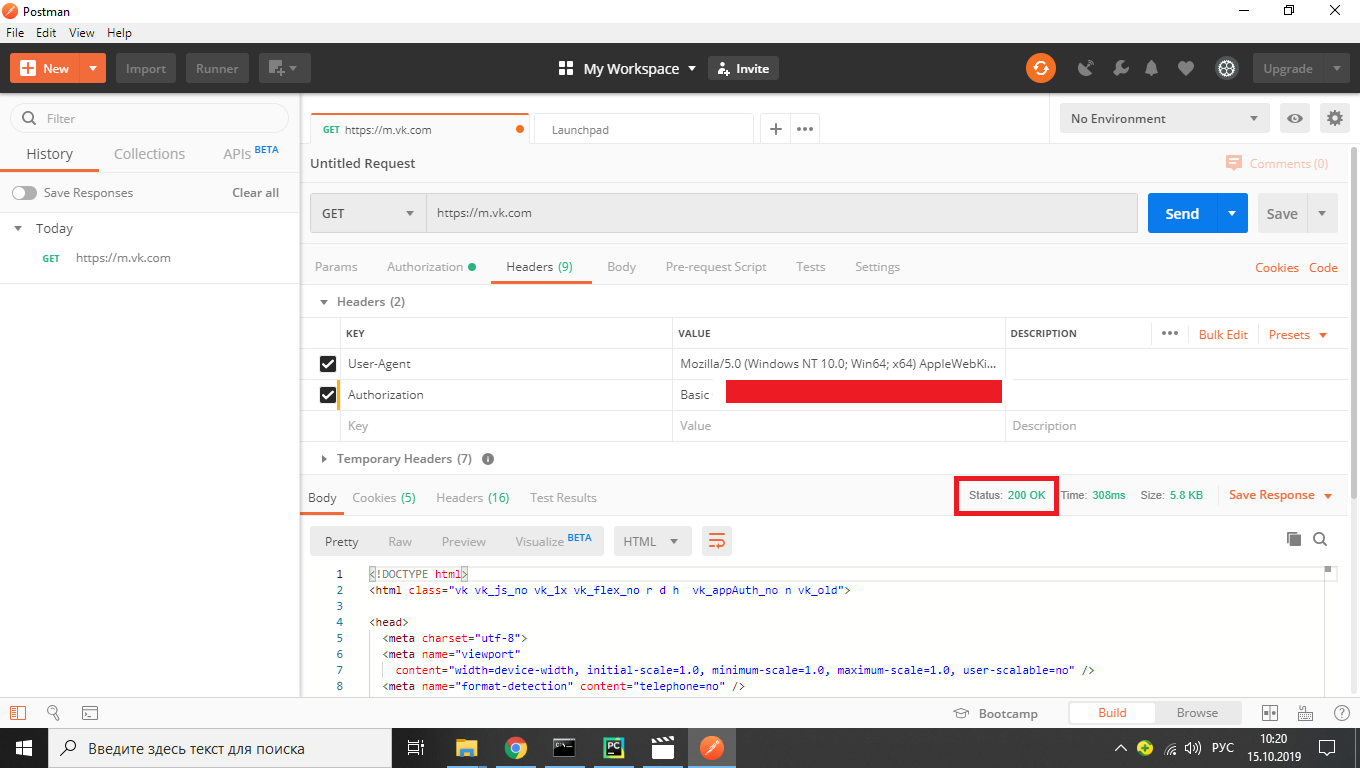 Postman
File Edit View Help
New Import Runner My Workspace Invite Upgrade
Filter
History Collections APIs BETA
Save Responses Clear all
Today
GET https://m.vk.com
GET https://m.vk.com Launchpad No Environment
Untitled Request Comments (0)
GET https://m.vk.com Send Save
Params Authorization Headers (9) Body Pre-request Script Tests Settings Cookies Code
Headers (2)
KEY VALUE DESCRIPTION Bulk Edit Presets
User-Agent Mozilla/5.0 (Windows NT 10.0; Win64; x64) AppleWebKi...
Authorization Basic
Key Value Description
Temporary Headers (7)
Body Cookies (5) Headers (16) Test Results Status: 200 OK Time: 308ms Size: 5.8 KB Save Response
Pretty Raw Preview Visualize BETA HTML
1 <!DOCTYPE html>
2 <html class="vk vk_js_no vk_1x vk_flex_no r d h  vk_appAuth_no n vk_old">
3
4 <head>
5 <meta charset="utf-8">
6 <meta name="viewport"
7 content="width=device-width, initial-scale=1.0, minimum-scale=1.0, maximum-scale=1.0, user-scalable=no" />
8 <meta name="format-detection" content="telephone=no" />
Bootcamp Build Browse
Введите здесь текст для поиска РУС 10:20
15.10.2019